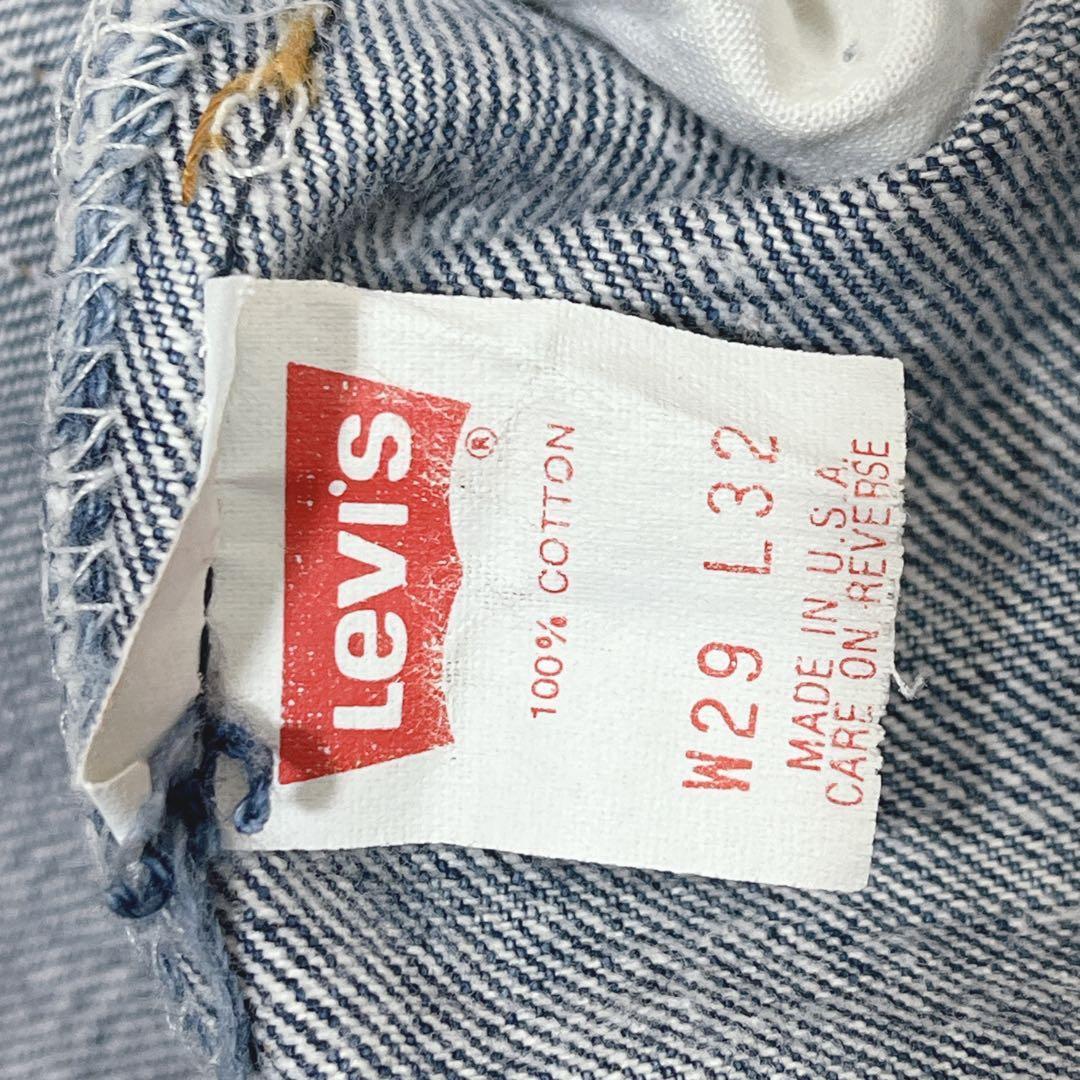 Levi's ®
100% COTTON
W29 L32
MADE IN U.S.A.
CARE ON REVERSE